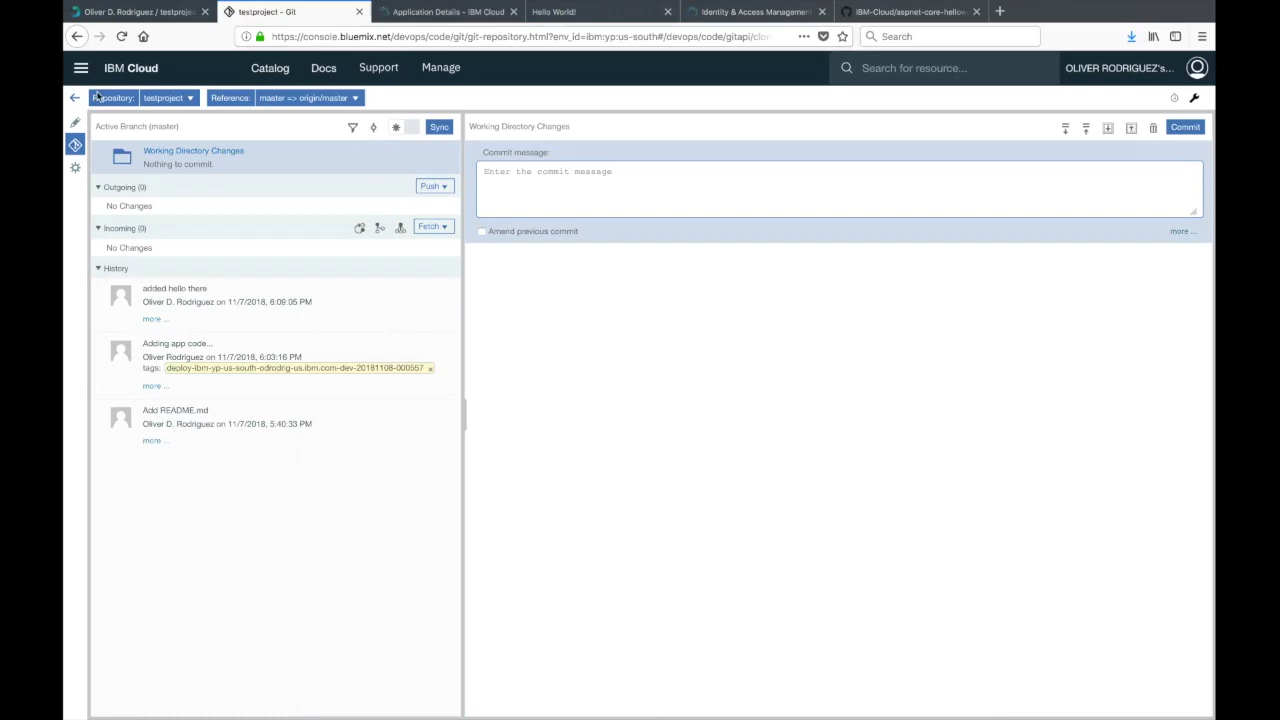 Oliver D. Rodriguez / testproje
testproject - Git
Application Details - IBM Cloud
Hello World!
Identity & Access Management
IBM-Cloud/aspnet-core-hellow
https://console.bluemix.net/devops/code/git/git-repository.html?env_id=ibm:yp:us-south#/devops/code/gitapi/clon
Search
IBM Cloud
Catalog
Docs
Support
Manage
Search for resource...
OLIVER RODRIGUEZ's...
Repository:
testproject
Reference:
master => origin/master
Active Branch (master)
Sync
Working Directory Changes
Nothing to commit.
Outgoing (0)
Push
No Changes
Incoming (0)
Fetch
No Changes
History
added hello there
Oliver D. Rodriguez on 11/7/2018, 6:09:05 PM
more ...
Adding app code...
Oliver Rodriguez on 11/7/2018, 6:03:16 PM
tags: deploy-ibm-yp-us-south-odrodrig-us.ibm.com-dev-20181108-000557 ×
more ...
Add README.md
Oliver D. Rodriguez on 11/7/2018, 5:40:33 PM
more ...
Working Directory Changes
Commit
Commit message:
Enter the commit message
Amend previous commit
more ...